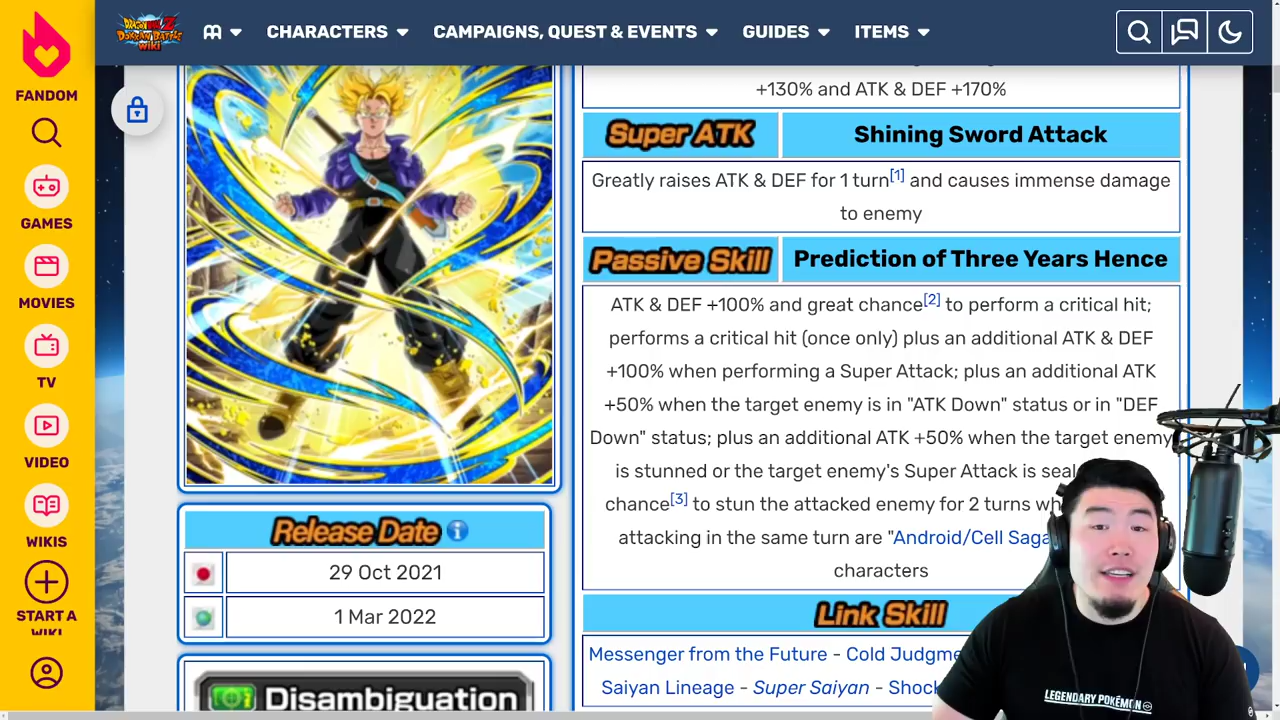 DRAGON BALL Z
DOKKAN BATTLE
WIKI
CHARACTERS
CAMPAIGNS, QUEST & EVENTS
GUIDES
ITEMS
FANDOM
GAMES
MOVIES
TV
VIDEO
WIKIS
START A
WIKI
+130% and ATK & DEF +170%
Super ATK
Shining Sword Attack
Greatly raises ATK & DEF for 1 turn[1] and causes immense damage
to enemy
Passive Skill
Prediction of Three Years Hence
ATK & DEF +100% and great chance[2] to perform a critical hit;
performs a critical hit (once only) plus an additional ATK & DEF
+100% when performing a Super Attack; plus an additional ATK
+50% when the target enemy is in "ATK Down" status or in "DEF
Down" status; plus an additional ATK +50% when the target enemy
is stunned or the target enemy's Super Attack is seal
chance[3] to stun the attacked enemy for 2 turns wh
attacking in the same turn are "Android/Cell Saga
characters
Link Skill
Messenger from the Future - Cold Judgme
Saiyan Lineage - Super Saiyan - Shock
Release Date
29 Oct 2021
1 Mar 2022
Disambiguation
LEGENDARY POKÉMON